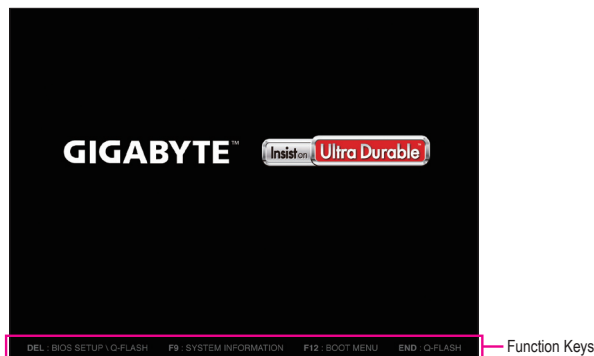 GIGABYTE™
Insist on Ultra Durable™
DEL : BIOS SETUP \ Q-FLASH F9 : SYSTEM INFORMATION F12 : BOOT MENU END : Q-FLASH
Function Keys